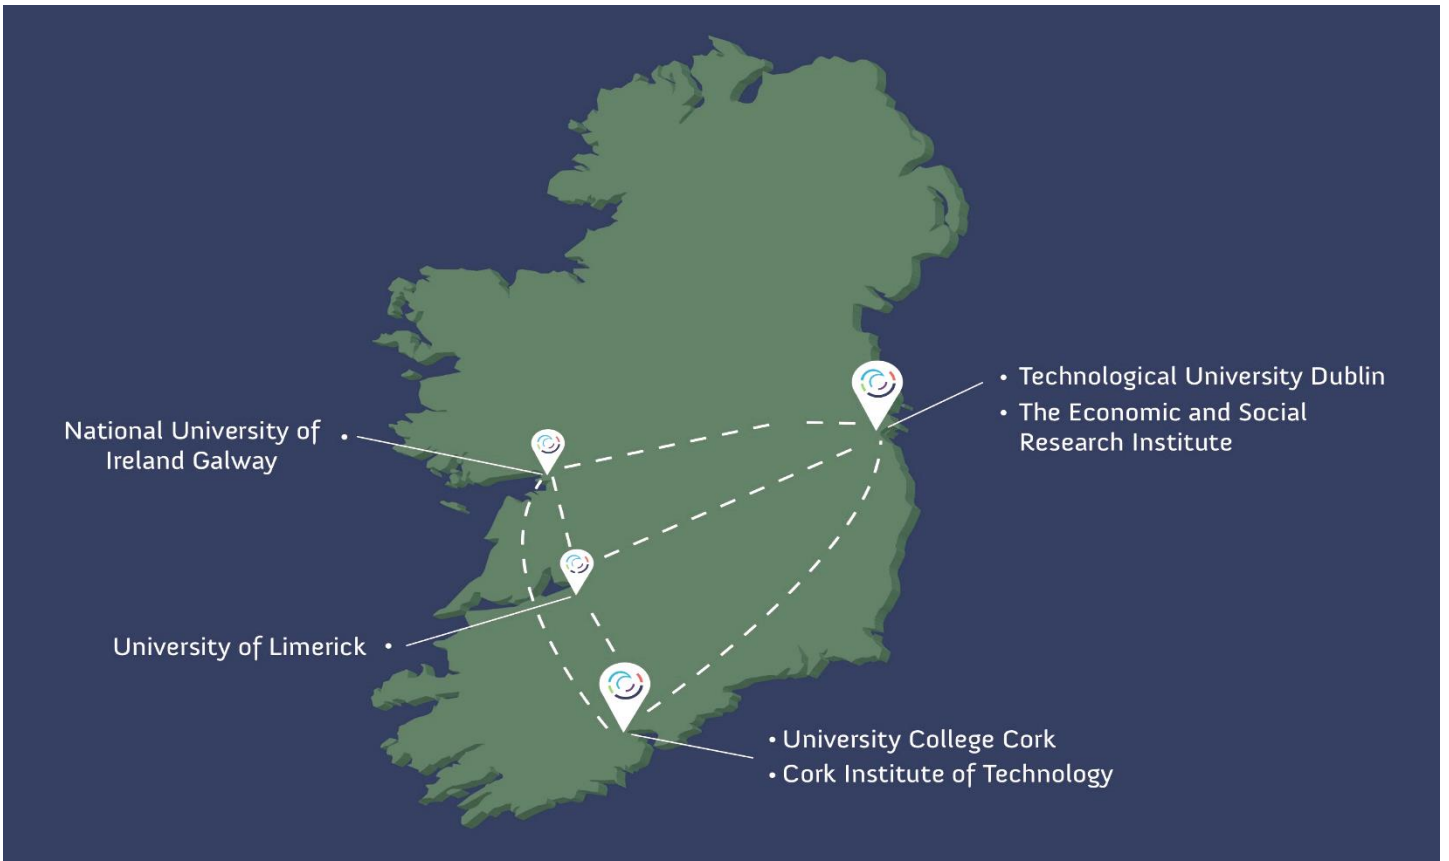 • Technological University Dublin
• The Economic and Social
Research Institute
National University of •
Ireland Galway
University of Limerick •
• University College Cork
• Cork Institute of Technology